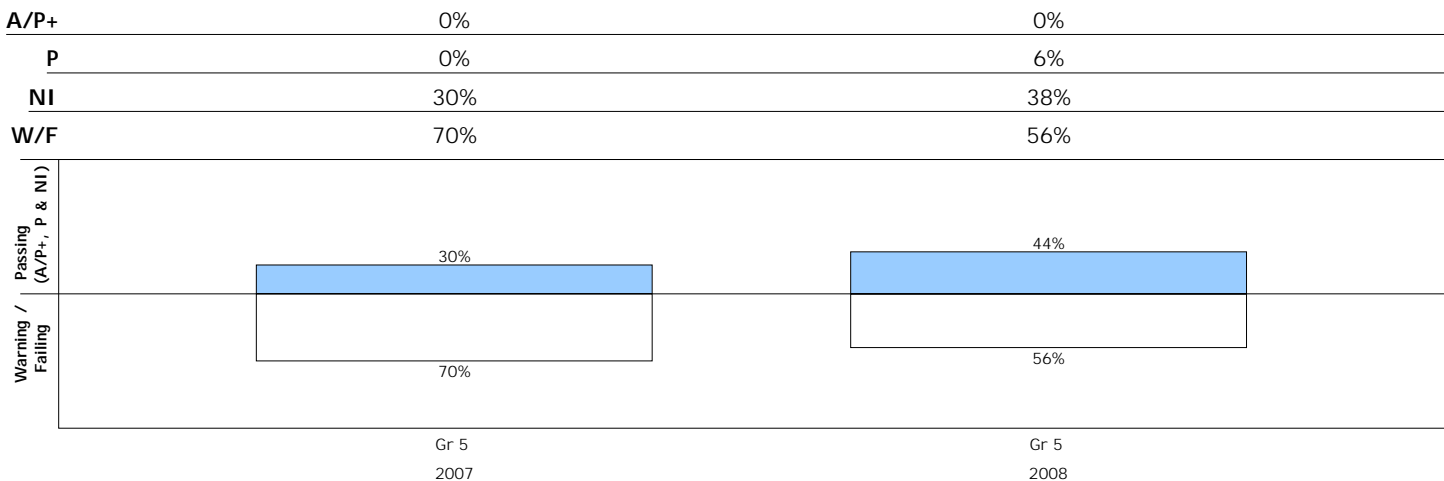 A/P+ 0% 0%
P 0% 6%
NI 30% 38%
W/F 70% 56%
Passing
(A/P+, P & NI)
Warning /
Failing
30%
44%
70%
56%
Gr 5 Gr 5
2007 2008